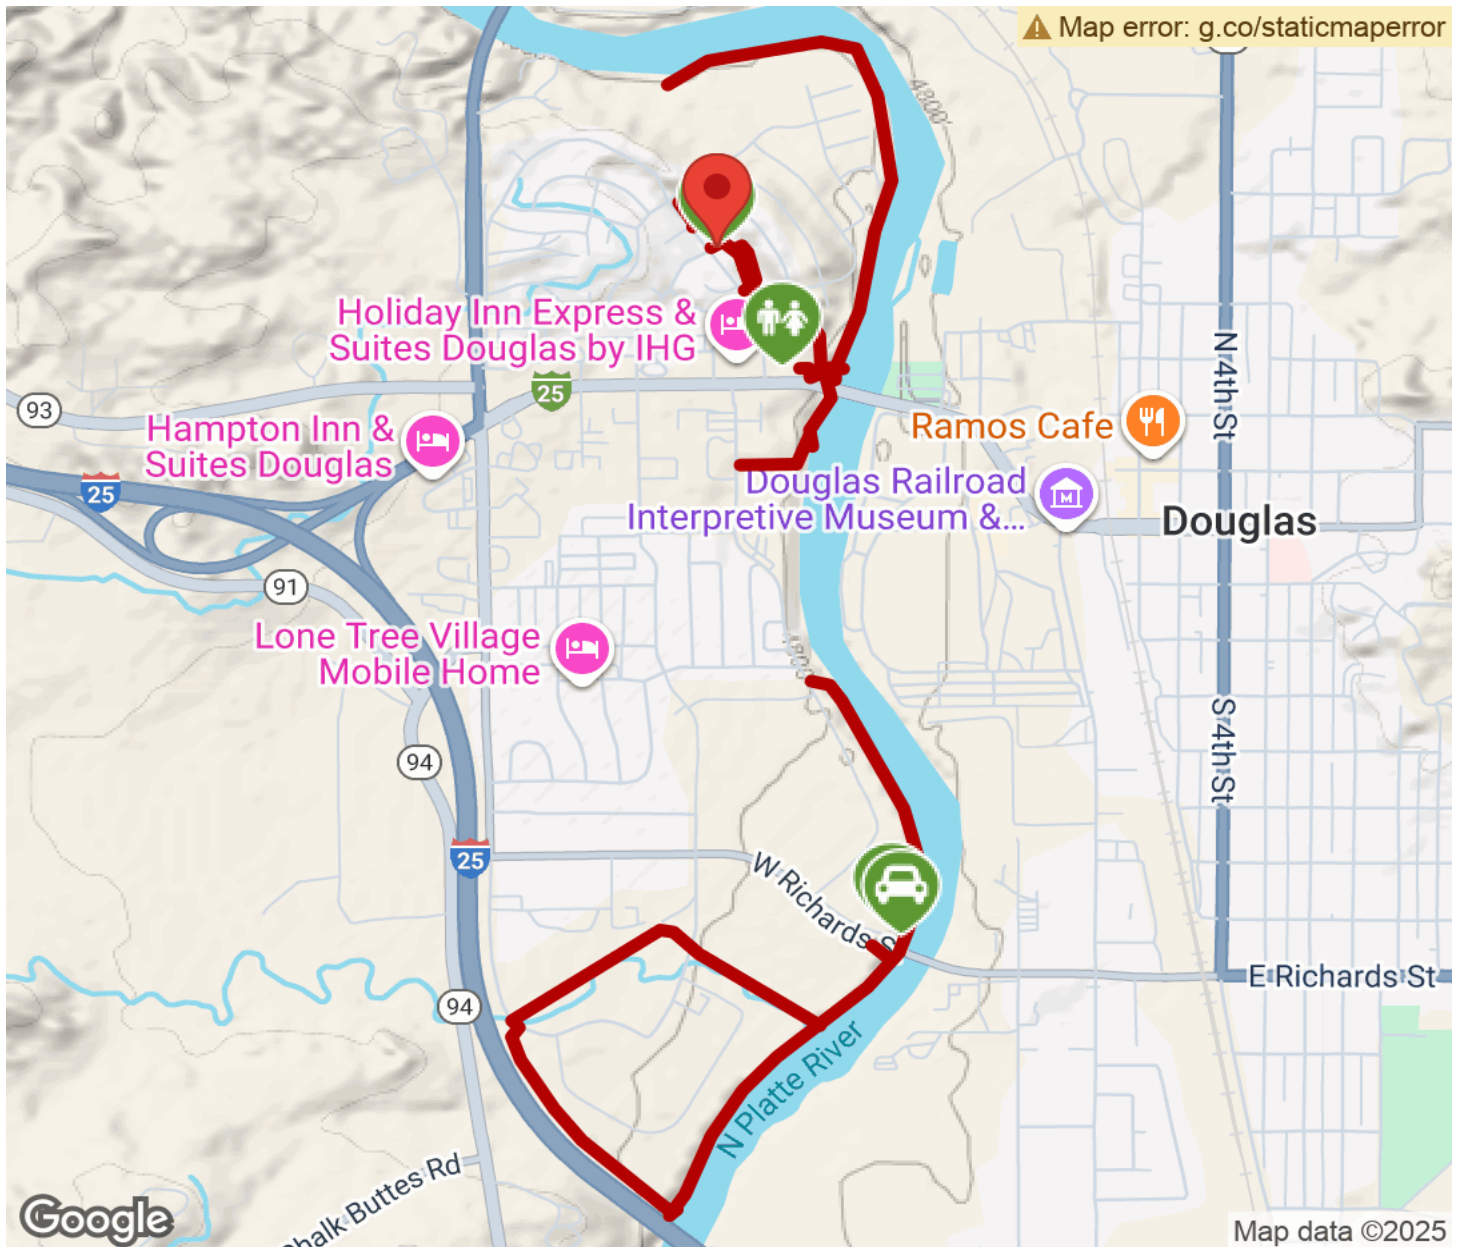 Map error: g.co/staticmaperror
4800
Holiday Inn Express &
Suites Douglas by IHG
25
93
N 4th St
Hampton Inn &
Suites Douglas
Ramos Cafe
25
Douglas Railroad
Interpretive Museum &...
Douglas
91
Lone Tree Village
Mobile Home
S 4th St
94
25
W Richards S
E Richards St
94
N Platte River
Chalk Buttes Rd
Google
Map data ©2025